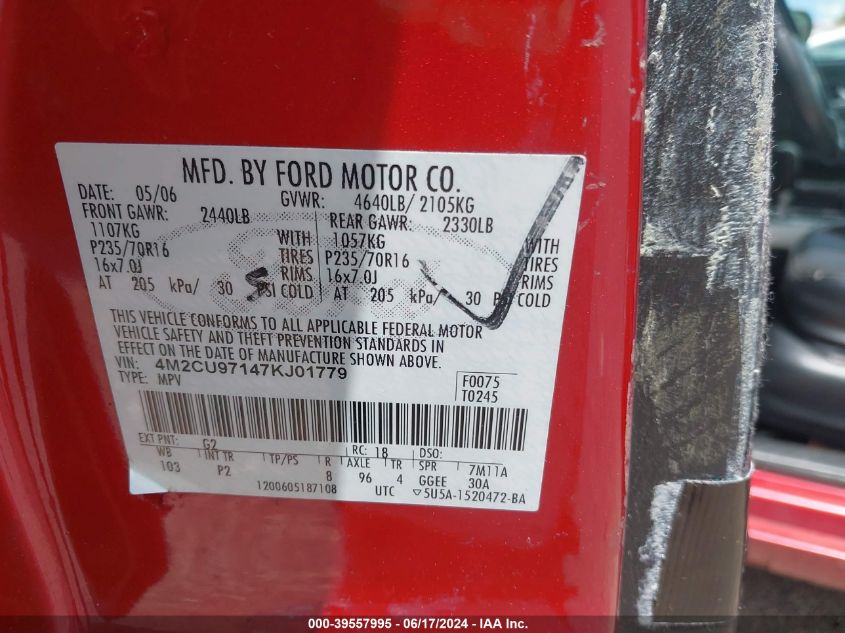 MFD. BY FORD MOTOR CO.
DATE: 05/06 GVWR: 4640LB/ 2105KG
FRONT GAWR: 2440LB REAR GAWR: 2330LB
1107KG WITH 1057KG WITH
P235/70R16 TIRES P235/70R16 TIRES
16x7.0J RIMS 16x7.0J RIMS
AT 205 kPa/ 30 PSI COLD AT 205 kPa/ 30 PSI COLD
THIS VEHICLE CONFORMS TO ALL APPLICABLE FEDERAL MOTOR
VEHICLE SAFETY AND THEFT PREVENTION STANDARDS IN
EFFECT ON THE DATE OF MANUFACTURE SHOWN ABOVE.
VIN: 4M2CU97147KJ01779 F0075
TYPE: MPV T0245
EXT PNT: G2 RC: 18 DSO:
WB INT TR TP/PS R AXLE TR SPR 7M11A
103 P2 8 96 4 GGEE 30A
1200605187108 UTC ▽5U5A-1520472-BA
000-39557995 - 06/17/2024 - IAA Inc.